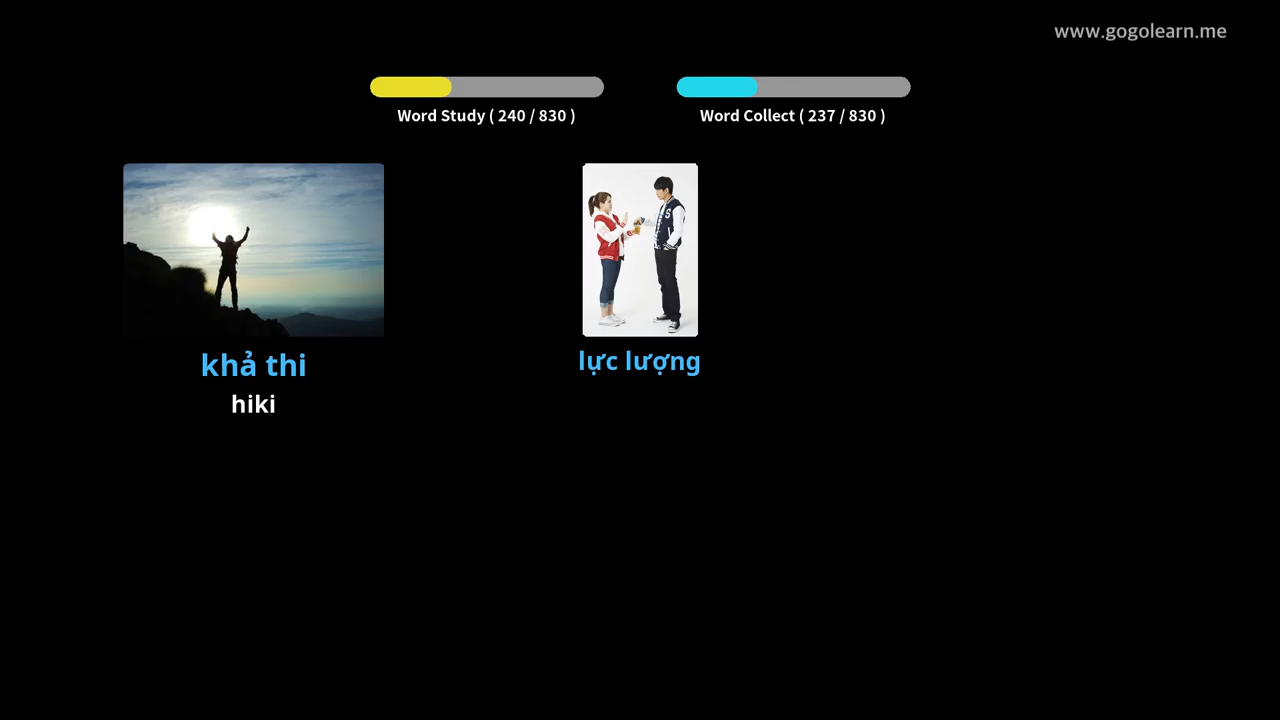 www.gogolearn.me
Word Study ( 240 / 830 )
Word Collect ( 237 / 830 )
khả thi
hiki
lực lượng